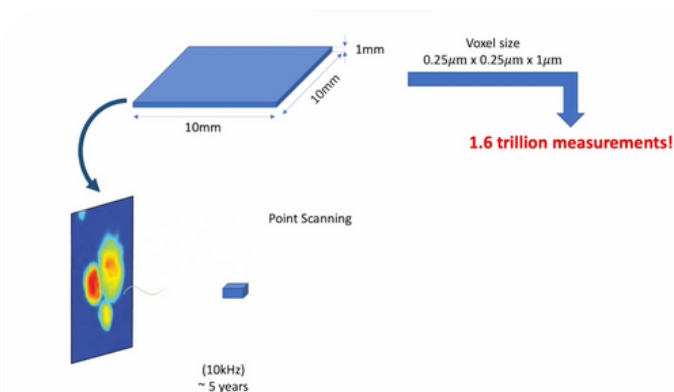 1mm
10mm
10mm
Voxel size
0.25μm x 0.25μm x 1μm
1.6 trillion measurements!
Point Scanning
(10kHz)
~ 5 years